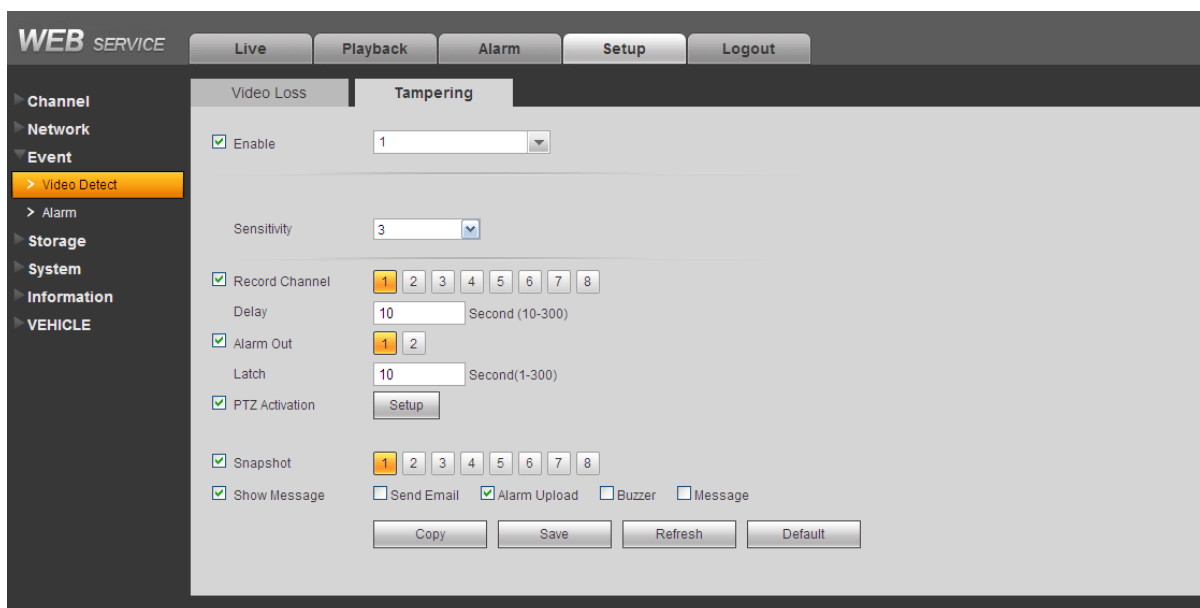 WEB SERVICE
Live Playback Alarm Setup Logout
Channel
Network
Event
> Video Detect
> Alarm
Storage
System
Information
VEHICLE
Video Loss Tampering
Enable 1
Sensitivity 3
Record Channel 1 2 3 4 5 6 7 8
Delay 10 Second (10-300)
Alarm Out 1 2
Latch 10 Second(1-300)
PTZ Activation Setup
Snapshot 1 2 3 4 5 6 7 8
Show Message Send Email Alarm Upload Buzzer Message
Copy Save Refresh Default